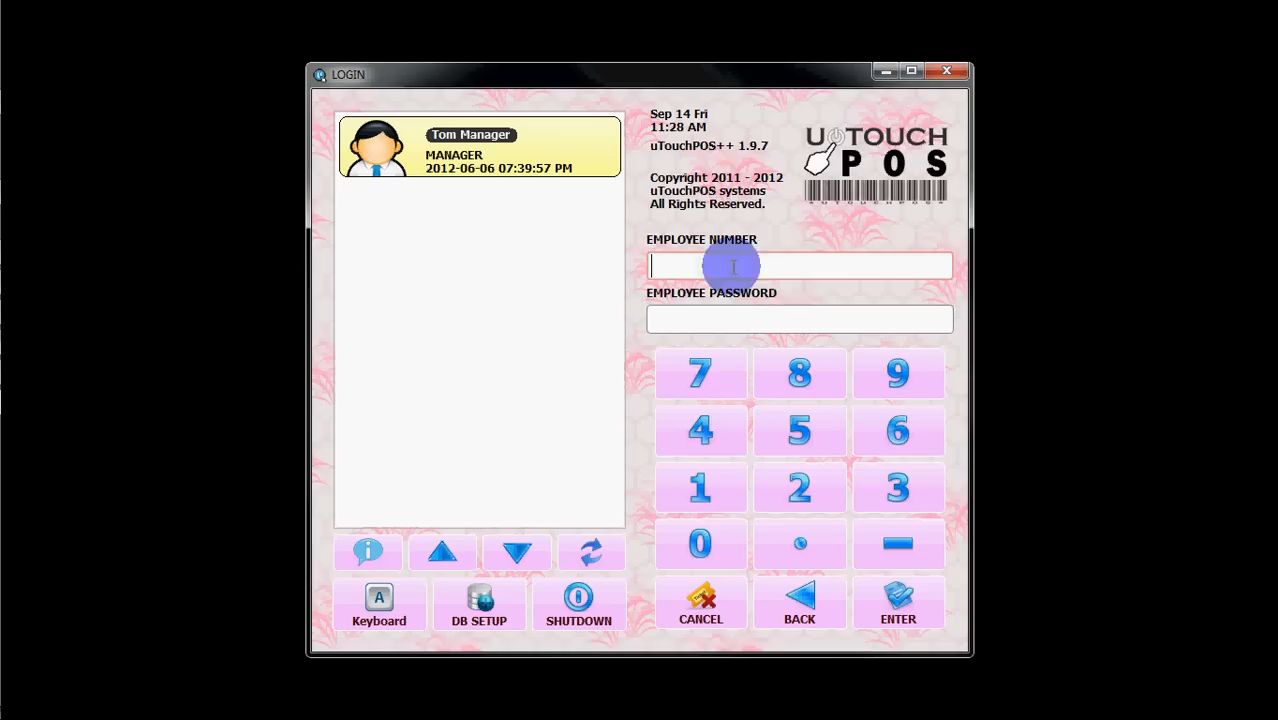 LOGIN
Tom Manager
MANAGER
2012-06-06 07:39:57 PM
Sep 14 Fri
11:28 AM
uTouchPOS++ 1.9.7
Copyright 2011 - 2012
uTouchPOS systems
All Rights Reserved.
U TOUCH
POS
AUTOUCHPOSA
EMPLOYEE NUMBER
EMPLOYEE PASSWORD
7 8 9
4 5 6
1 2 3
0 . -
A
Keyboard
DB SETUP
SHUTDOWN
CANCEL
BACK
ENTER